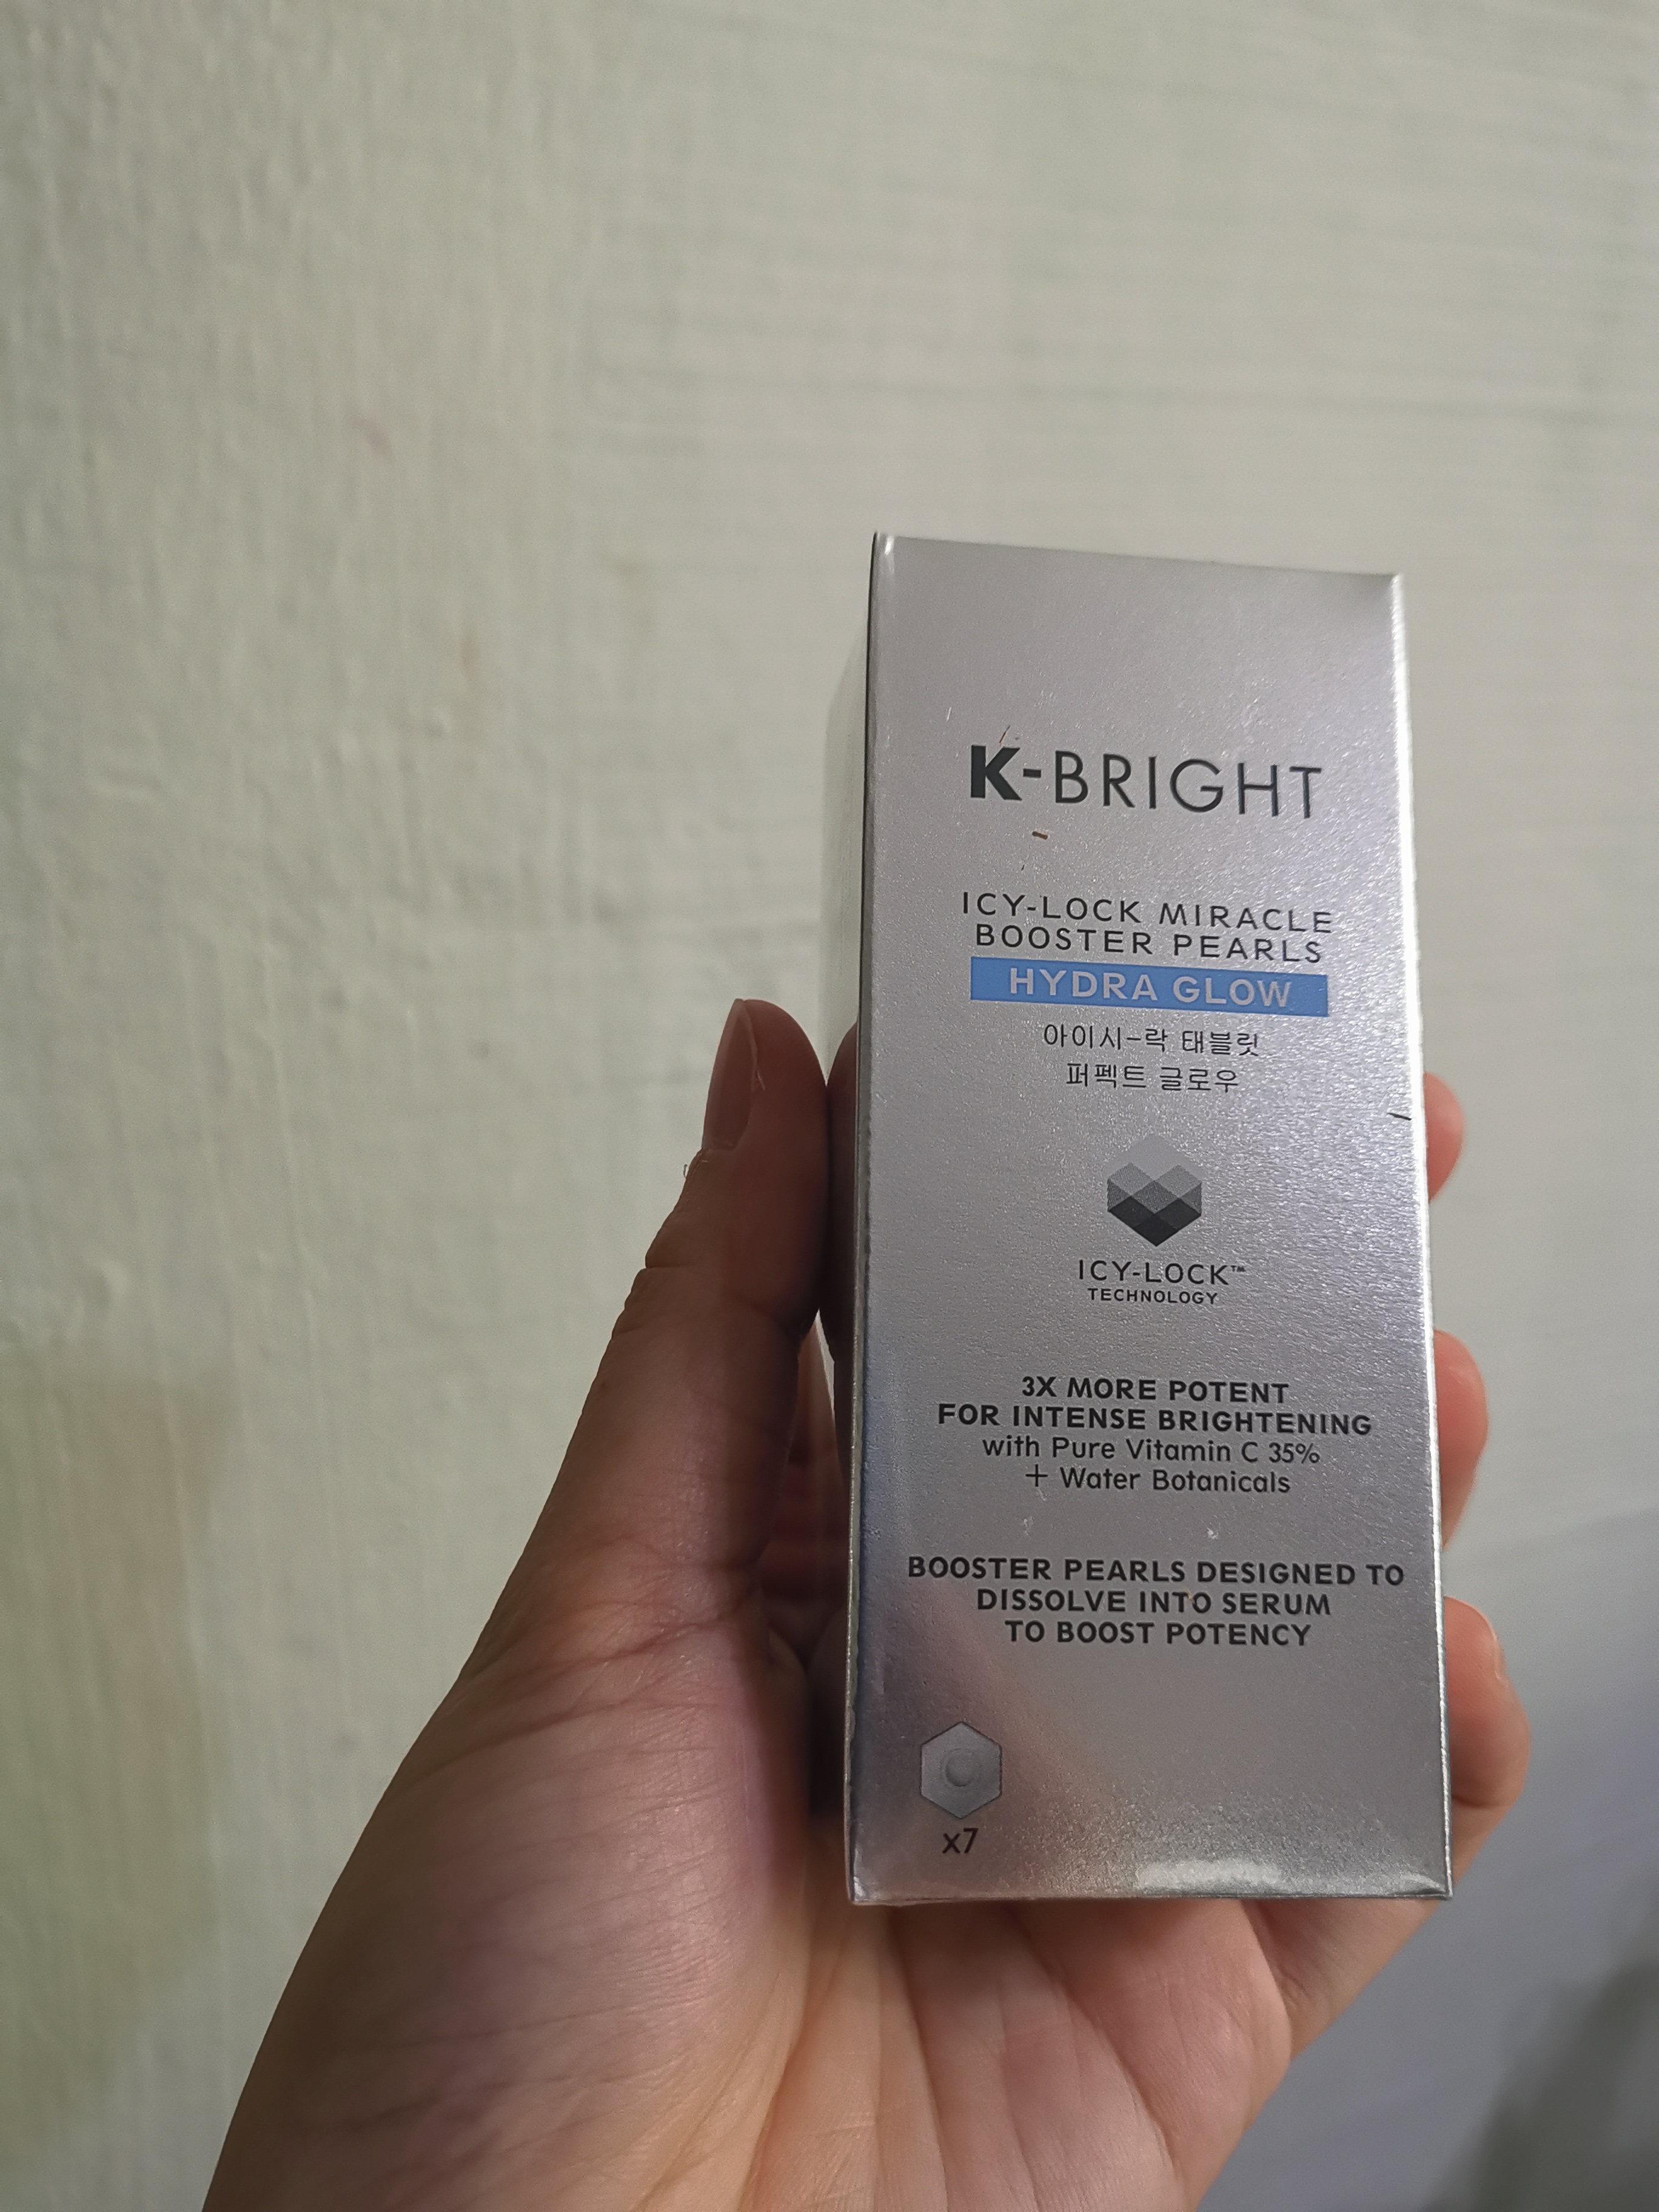 K-BRIGHT
ICY-LOCK MIRACLE
BOOSTER PEARLS
HYDRA GLOW
아이시-락 태블릿
퍼펙트 글로우
ICY-LOCK™
TECHNOLOGY
3X MORE POTENT
FOR INTENSE BRIGHTENING
with Pure Vitamin C 35%
+ Water Botanicals
BOOSTER PEARLS DESIGNED TO
DISSOLVE INTO SERUM
TO BOOST POTENCY
x7